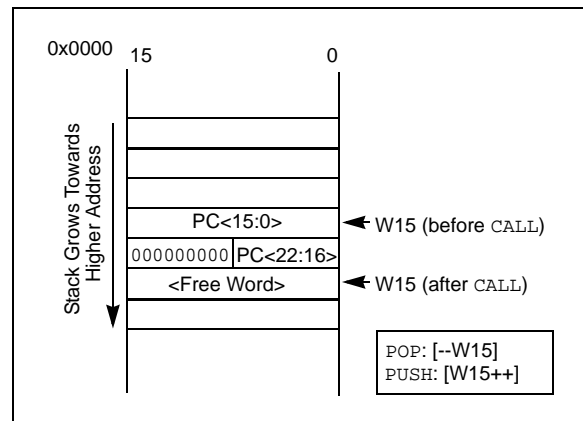 0x0000
15 0
Stack Grows Towards
Higher Address
PC<15:0>
W15 (before CALL)
000000000 PC<22:16>
<Free Word>
W15 (after CALL)
POP: [--W15]
PUSH: [W15++]